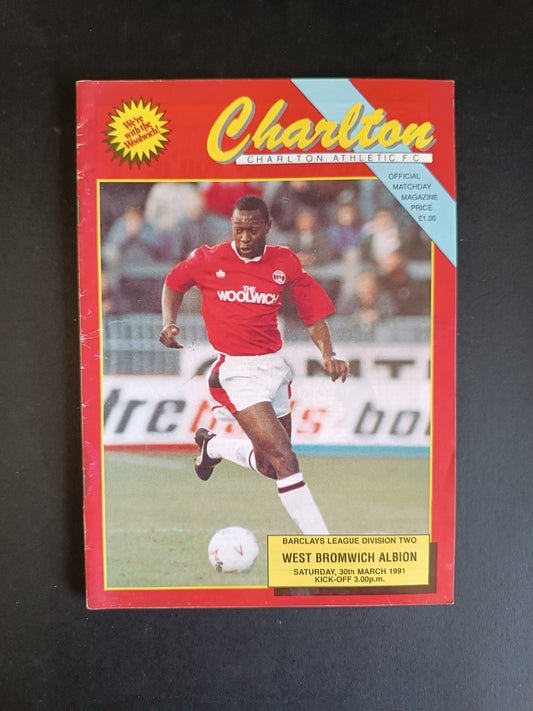 We're
with the
Woolwich!
Charlton
CHARLTON ATHLETIC F.C.
OFFICIAL
MATCHDAY
MAGAZINE
PRICE
£1.00
THE
WOOLWICH
BARCLAYS LEAGUE DIVISION TWO
WEST BROMWICH ALBION
SATURDAY, 30th MARCH 1991
KICK-OFF 3.00p.m.